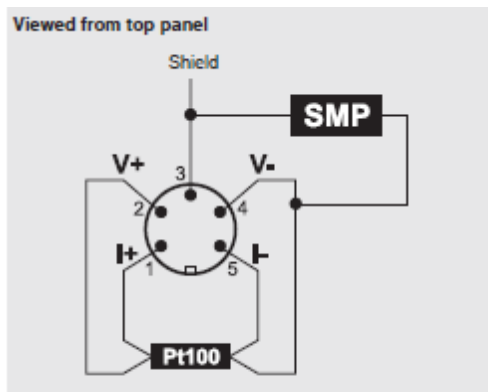 Viewed from top panel
Shield
SMP
V+
V-
3
2
4
I+
I-
1
5
Pt100